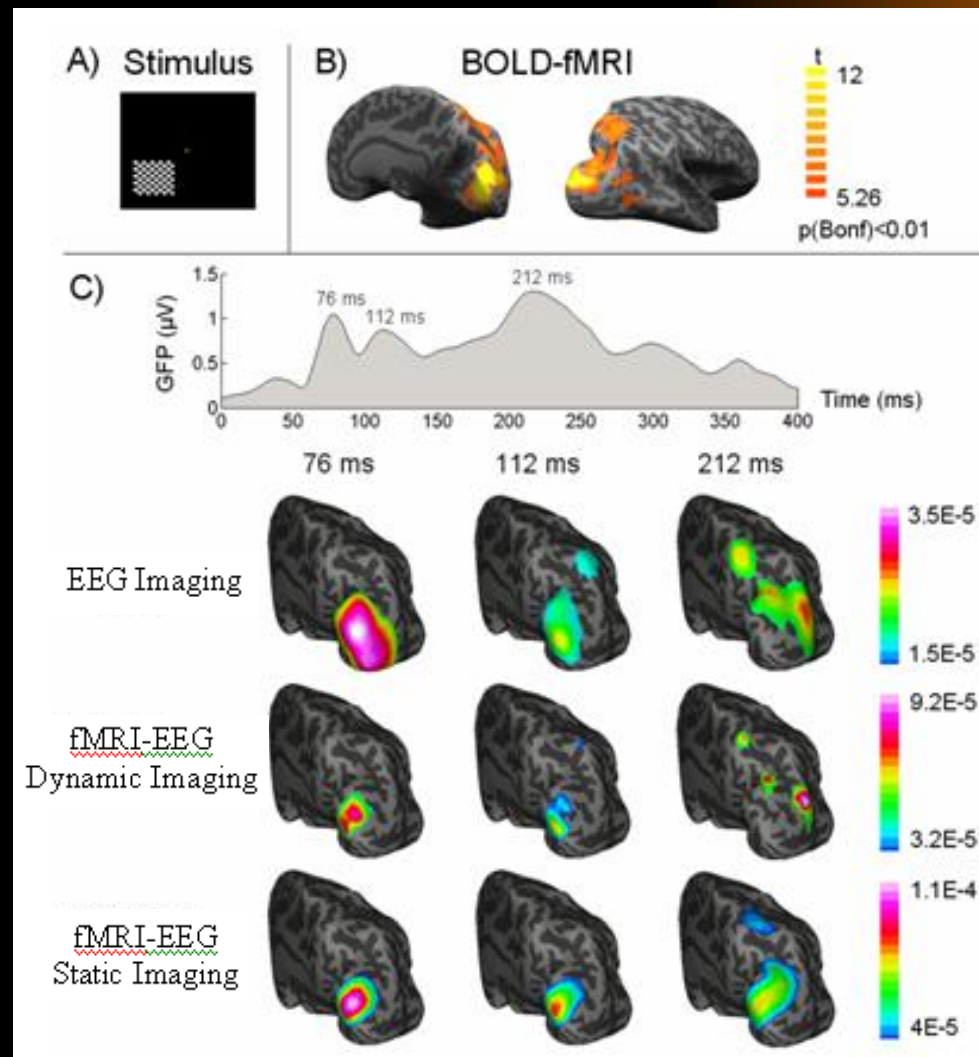 A) Stimulus
B) BOLD-fMRI
t
12
5.26
p(Bonf)<0.01
C)
GFP (μV)
1.5
1
0.5
0
76 ms
112 ms
212 ms
0 50 100 150 200 250 300 350 400
Time (ms)
76 ms 112 ms 212 ms
EEG Imaging
3.5E-5
1.5E-5
fMRI-EEG
Dynamic Imaging
9.2E-5
3.2E-5
fMRI-EEG
Static Imaging
1.1E-4
4E-5